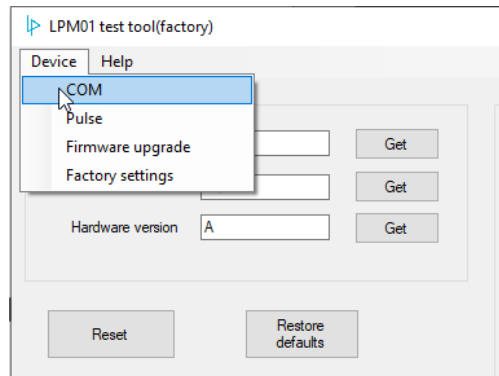 LPM01 test tool(factory)
Device Help
COM
Pulse
Firmware upgrade
Factory settings
Get
Get
Hardware version A Get
Reset Restore defaults